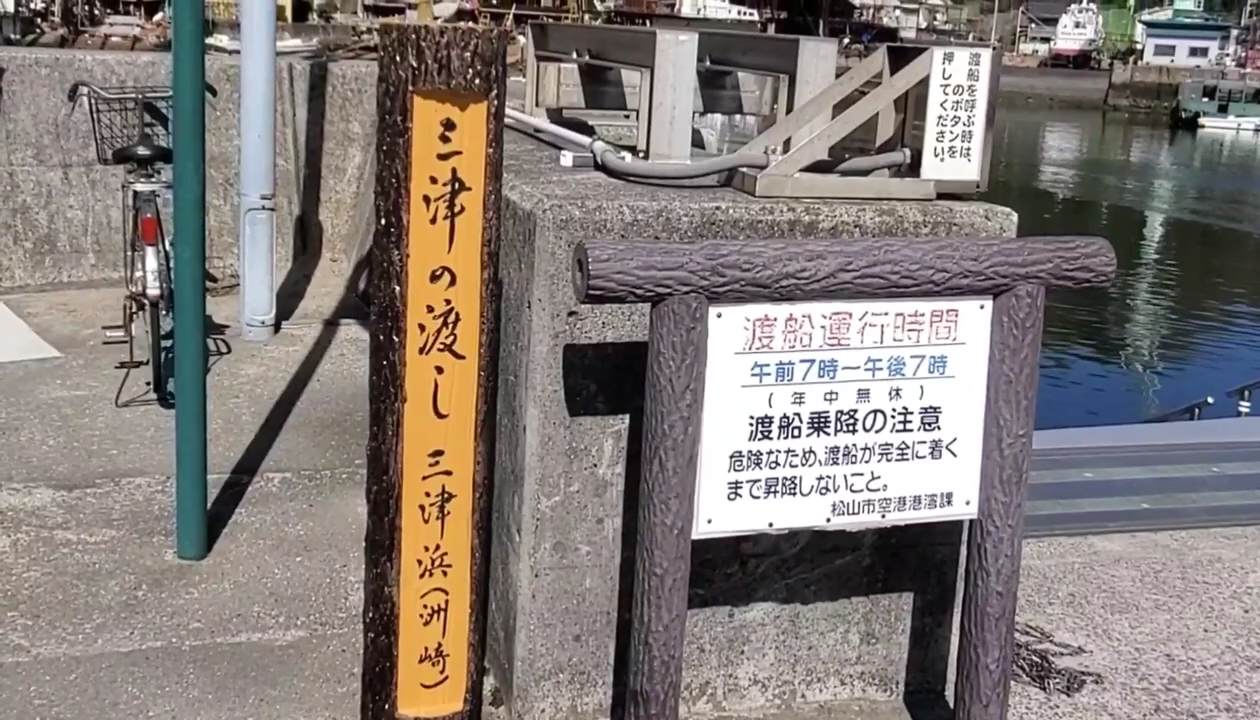 三津の渡し 三津浜(洲崎)
渡船を呼ぶ時は、
のボタンを
押してください。
渡船運行時間
午前7時〜午後7時
(年中無休)
渡船乗降の注意
危険なため、渡船が完全に着く
まで昇降しないこと。
松山市空港港湾課